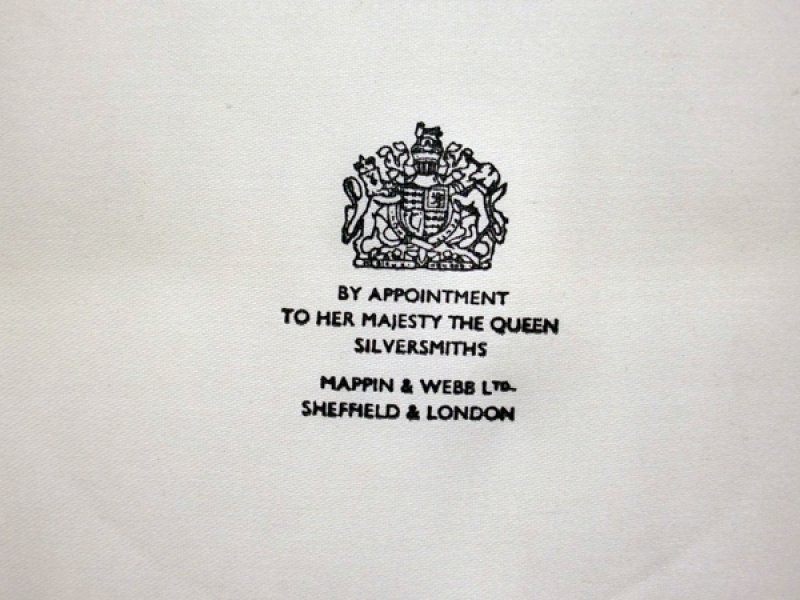 BY APPOINTMENT
TO HER MAJESTY THE QUEEN
SILVERSMITHS
MAPPIN & WEBB LTD.
SHEFFIELD & LONDON